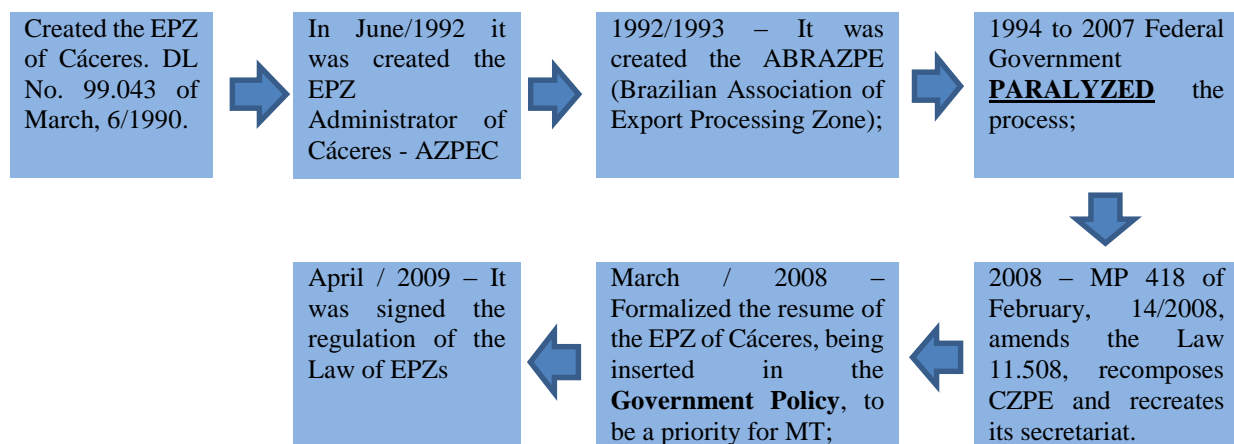 Created the EPZ
of Cáceres. DL
No. 99.043 of
March, 6/1990.
In June/1992 it
was created the
EPZ
Administrator of
Cáceres - AZPEC
1992/1993 – It was
created the ABRAZPE
(Brazilian Association of
Export Processing Zone);
1994 to 2007 Federal
Government
PARALYZED the
process;
2008 – MP 418 of
February, 14/2008,
amends the Law
11.508, recomposes
CZPE and recreates
its secretariat.
March / 2008 –
Formalized the resume of
the EPZ of Cáceres, being
inserted in the
Government Policy, to
be a priority for MT;
April / 2009 – It
was signed the
regulation of the
Law of EPZs